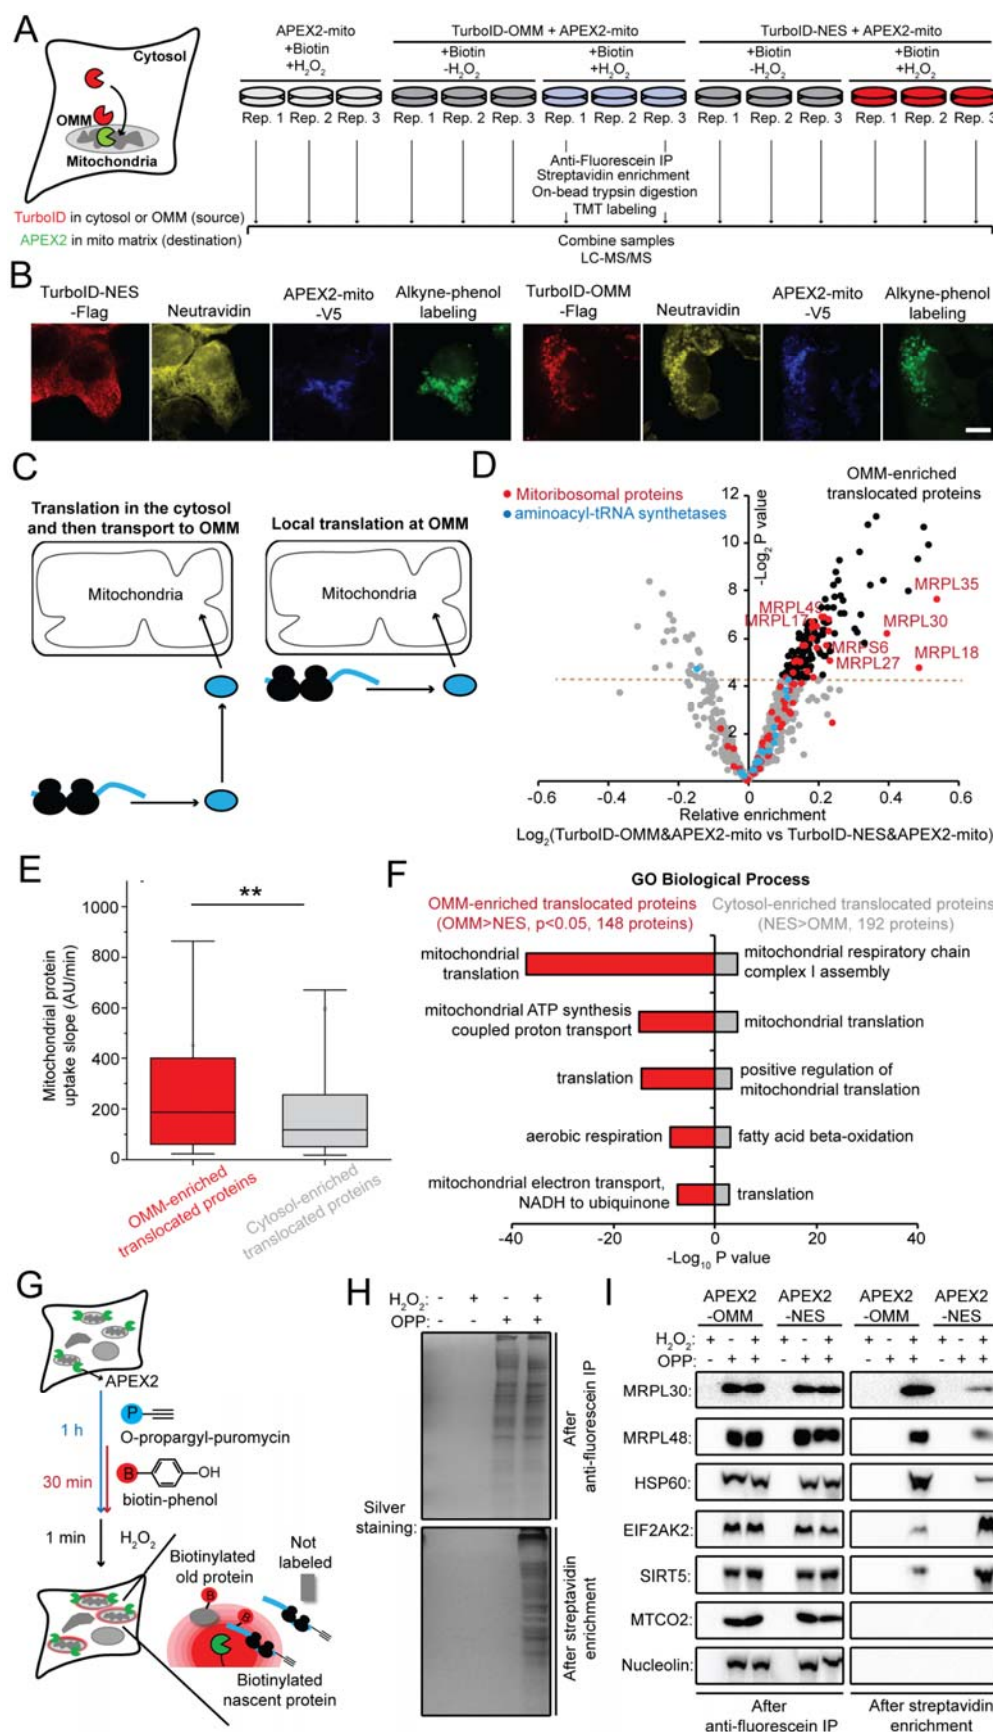 A
Cytosol
OMM
Mitochondria
TurboID in cytosol or OMM (source)
APEX2 in mito matrix (destination)
APEX2-mito
+Biotin
+H2O2
TurboID-OMM + APEX2-mito
+Biotin
-H2O2
+Biotin
+H2O2
TurboID-NES + APEX2-mito
+Biotin
-H2O2
+Biotin
+H2O2
Rep. 1 Rep. 2 Rep. 3 Rep. 1 Rep. 2 Rep. 3 Rep. 1 Rep. 2 Rep. 3 Rep. 1 Rep. 2 Rep. 3 Rep. 1 Rep. 2 Rep. 3
Anti-Fluorescein IP
Streptavidin enrichment
On-bead trypsin digestion
TMT labeling
Combine samples
LC-MS/MS
B
TurboID-NES
-Flag
Neutravidin
APEX2-mito
-V5
Alkyne-phenol
labeling
TurboID-OMM
-Flag
Neutravidin
APEX2-mito
-V5
Alkyne-phenol
labeling
C
Translation in the cytosol
and then transport to OMM
Mitochondria
Local translation at OMM
Mitochondria
D
Mitoribosomal proteins
aminoacyl-tRNA synthetases
OMM-enriched
translocated proteins
-Log2 P value
12
10
8
6
4
2
MRPL35
MRPL49
MRPL17
MRPL30
MRPS6
MRPL27
MRPL18
-0.6 -0.4 -0.2 0 0.2 0.4 0.6
Relative enrichment
Log2(TurboID-OMM&APEX2-mito vs TurboID-NES&APEX2-mito)
E
Mitochondrial protein
uptake slope (AU/min)
1000
800
600
400
200
0
**
OMM-enriched
translocated proteins
Cytosol-enriched
translocated proteins
F
GO Biological Process
OMM-enriched translocated proteins
(OMM>NES, p<0.05, 148 proteins)
Cytosol-enriched translocated proteins
(NES>OMM, 192 proteins)
mitochondrial
translation
mitochondrial respiratory chain
complex I assembly
mitochondrial ATP synthesis
coupled proton transport
mitochondrial translation
translation
positive regulation of
mitochondrial translation
aerobic respiration
fatty acid beta-oxidation
mitochondrial electron transport,
NADH to ubiquinone
translation
-40 -20 0 20 40
-Log10 P value
G
APEX2
1 h
P
O-propargyl-puromycin
30 min
B
OH
biotin-phenol
1 min
H2O2
Biotinylated
old protein
Not
labeled
B
B
Biotinylated
nascent protein
H
H2O2: - + - +
OPP: - - + +
Silver
staining:
After
anti-fluorescein IP
After streptavidin
enrichment
I
APEX2
-OMM
APEX2
-NES
APEX2
-OMM
APEX2
-NES
H2O2: + - + + - + + - + + - +
OPP: - + + - + + - + + - + +
MRPL30:
MRPL48:
HSP60:
EIF2AK2:
SIRT5:
MTCO2:
Nucleolin:
After
anti-fluorescein IP
After streptavidin
enrichment